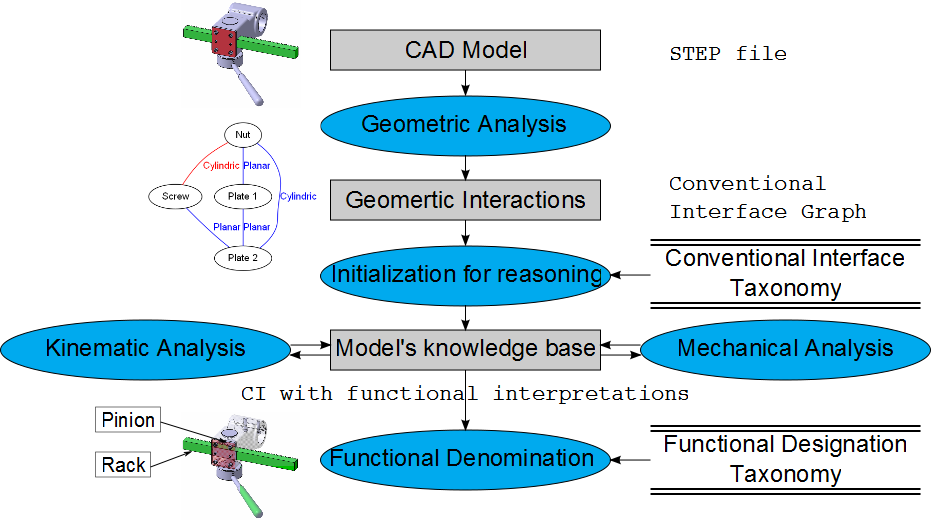 CAD Model
STEP file
Geometric Analysis
Nut
Cylindric Planar
Screw
Plate 1
Cylindric
Planar Planar
Plate 2
Geomertic Interactions
Conventional
Interface Graph
Initialization for reasoning
Conventional Interface
Taxonomy
Kinematic Analysis
Model's knowledge base
Mechanical Analysis
CI with functional interpretations
Pinion
Rack
Functional Denomination
Functional Designation
Taxonomy